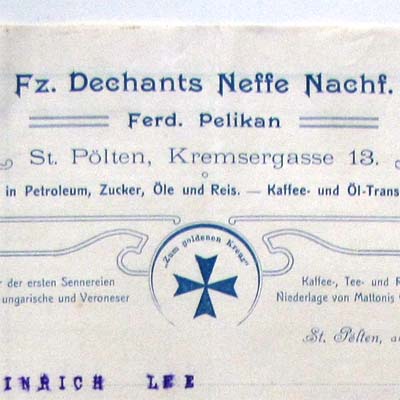 Fz. Dechants Neffe Nachf.
Ferd. Pelikan
St. Pölten, Kremsergasse 13.
in Petroleum, Zucker, Öle und Reis. — Kaffee- und Öl-Trans
„Zum goldenen Kreuz"
der ersten Sennereien
ungarische und Veroneser
Kaffee-, Tee- und R
Niederlage von Mattonis
St. Pölten, a
INRICH LEE